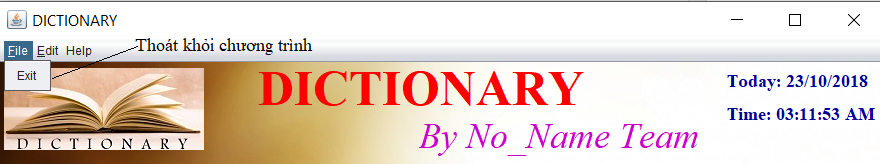 DICTIONARY
File Edit Help
Thoát khỏi chương trình
Exit
DICTIONARY
DICTIONARY
By No_Name Team
Today: 23/10/2018
Time: 03:11:53 AM